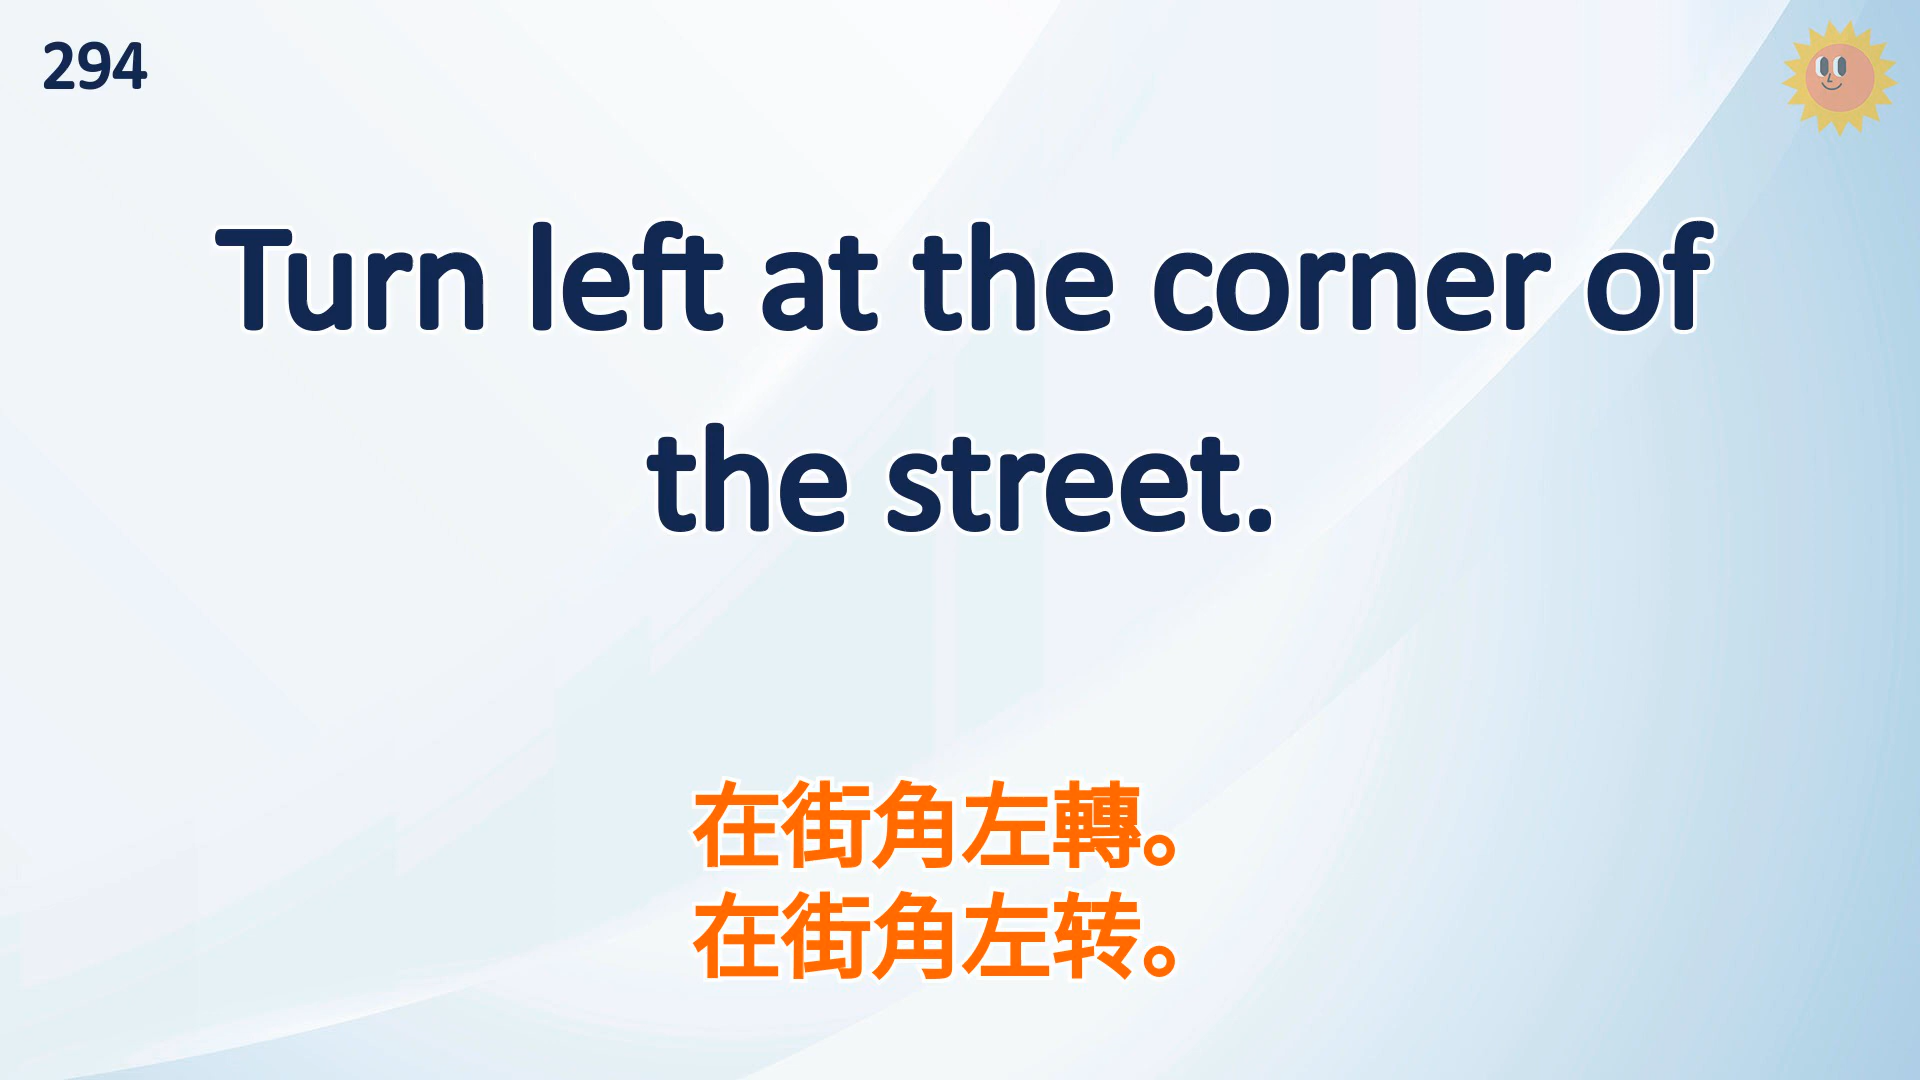 294
Turn left at the corner of
the street.
在街角左轉。
在街角左转。